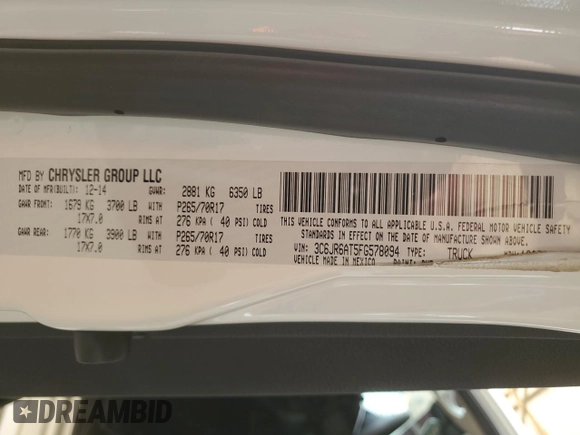 MFD BY CHRYSLER GROUP LLC
DATE OF MFR(BUILT): 12-14 GVWR: 2881 KG 6350 LB
GAWR FRONT: 1679 KG 3700 LB WITH P265/70R17 TIRES
17X7.0 RIMS AT 276 KPA ( 40 PSI) COLD
GAWR REAR: 1770 KG 3900 LB WITH P265/70R17 TIRES
17X7.0 RIMS AT 276 KPA ( 40 PSI) COLD
THIS VEHICLE CONFORMS TO ALL APPLICABLE U.S.A. FEDERAL MOTOR VEHICLE SAFETY
STANDARDS IN EFFECT ON THE DATE OF MANUFACTURE SHOWN ABOVE
VIN: 3C6JR6AT5FG578094 TYPE: TRUCK
VEHICLE MADE IN MEXICO PAINT:
DREAMBID